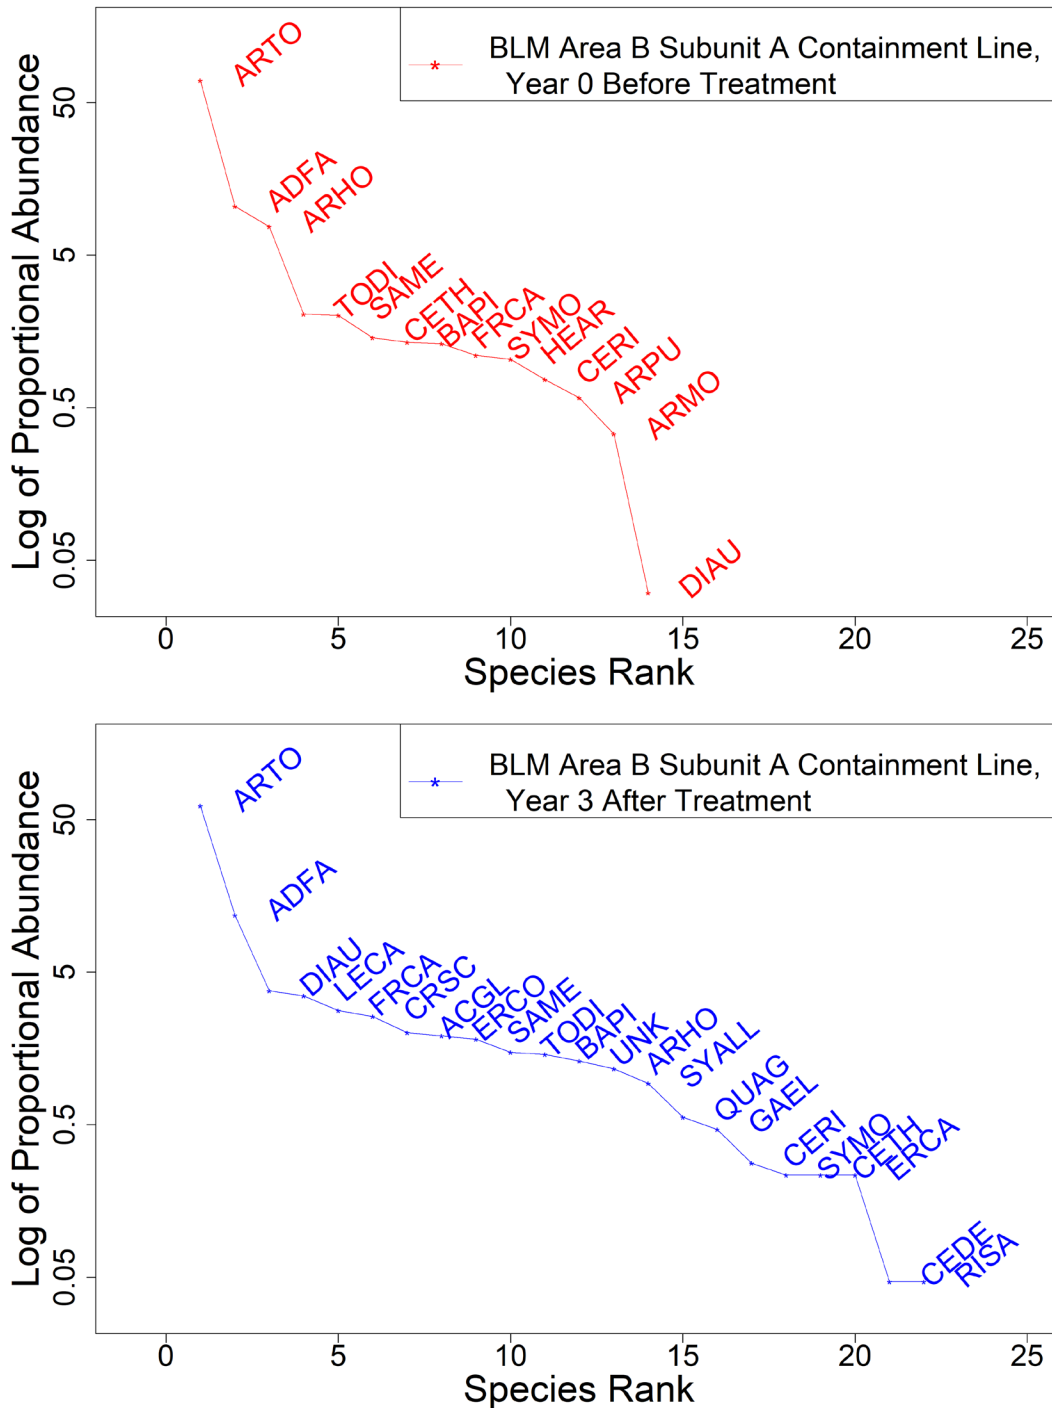 BLM Area B Subunit A Containment Line,
Year 0 Before Treatment
Log of Proportional Abundance
50
5
0.5
0.05
ARTO
ADFA
ARHO
TODI
SAME
CETH
BAPI
FRCA
SYMO
HEAR
CERI
ARPU
ARMO
DIAU
0 5 10 15 20 25
Species Rank
BLM Area B Subunit A Containment Line,
Year 3 After Treatment
Log of Proportional Abundance
50
5
0.5
0.05
ARTO
ADFA
DIAU
LECA
FRCA
CRSC
ACGL
ERCO
SAME
TODI
BAPI
UNK
ARHO
SYALL
QUAG
GAEL
CERI
SYMO
CETH
ERCA
CEDE
RISA
0 5 10 15 20 25
Species Rank